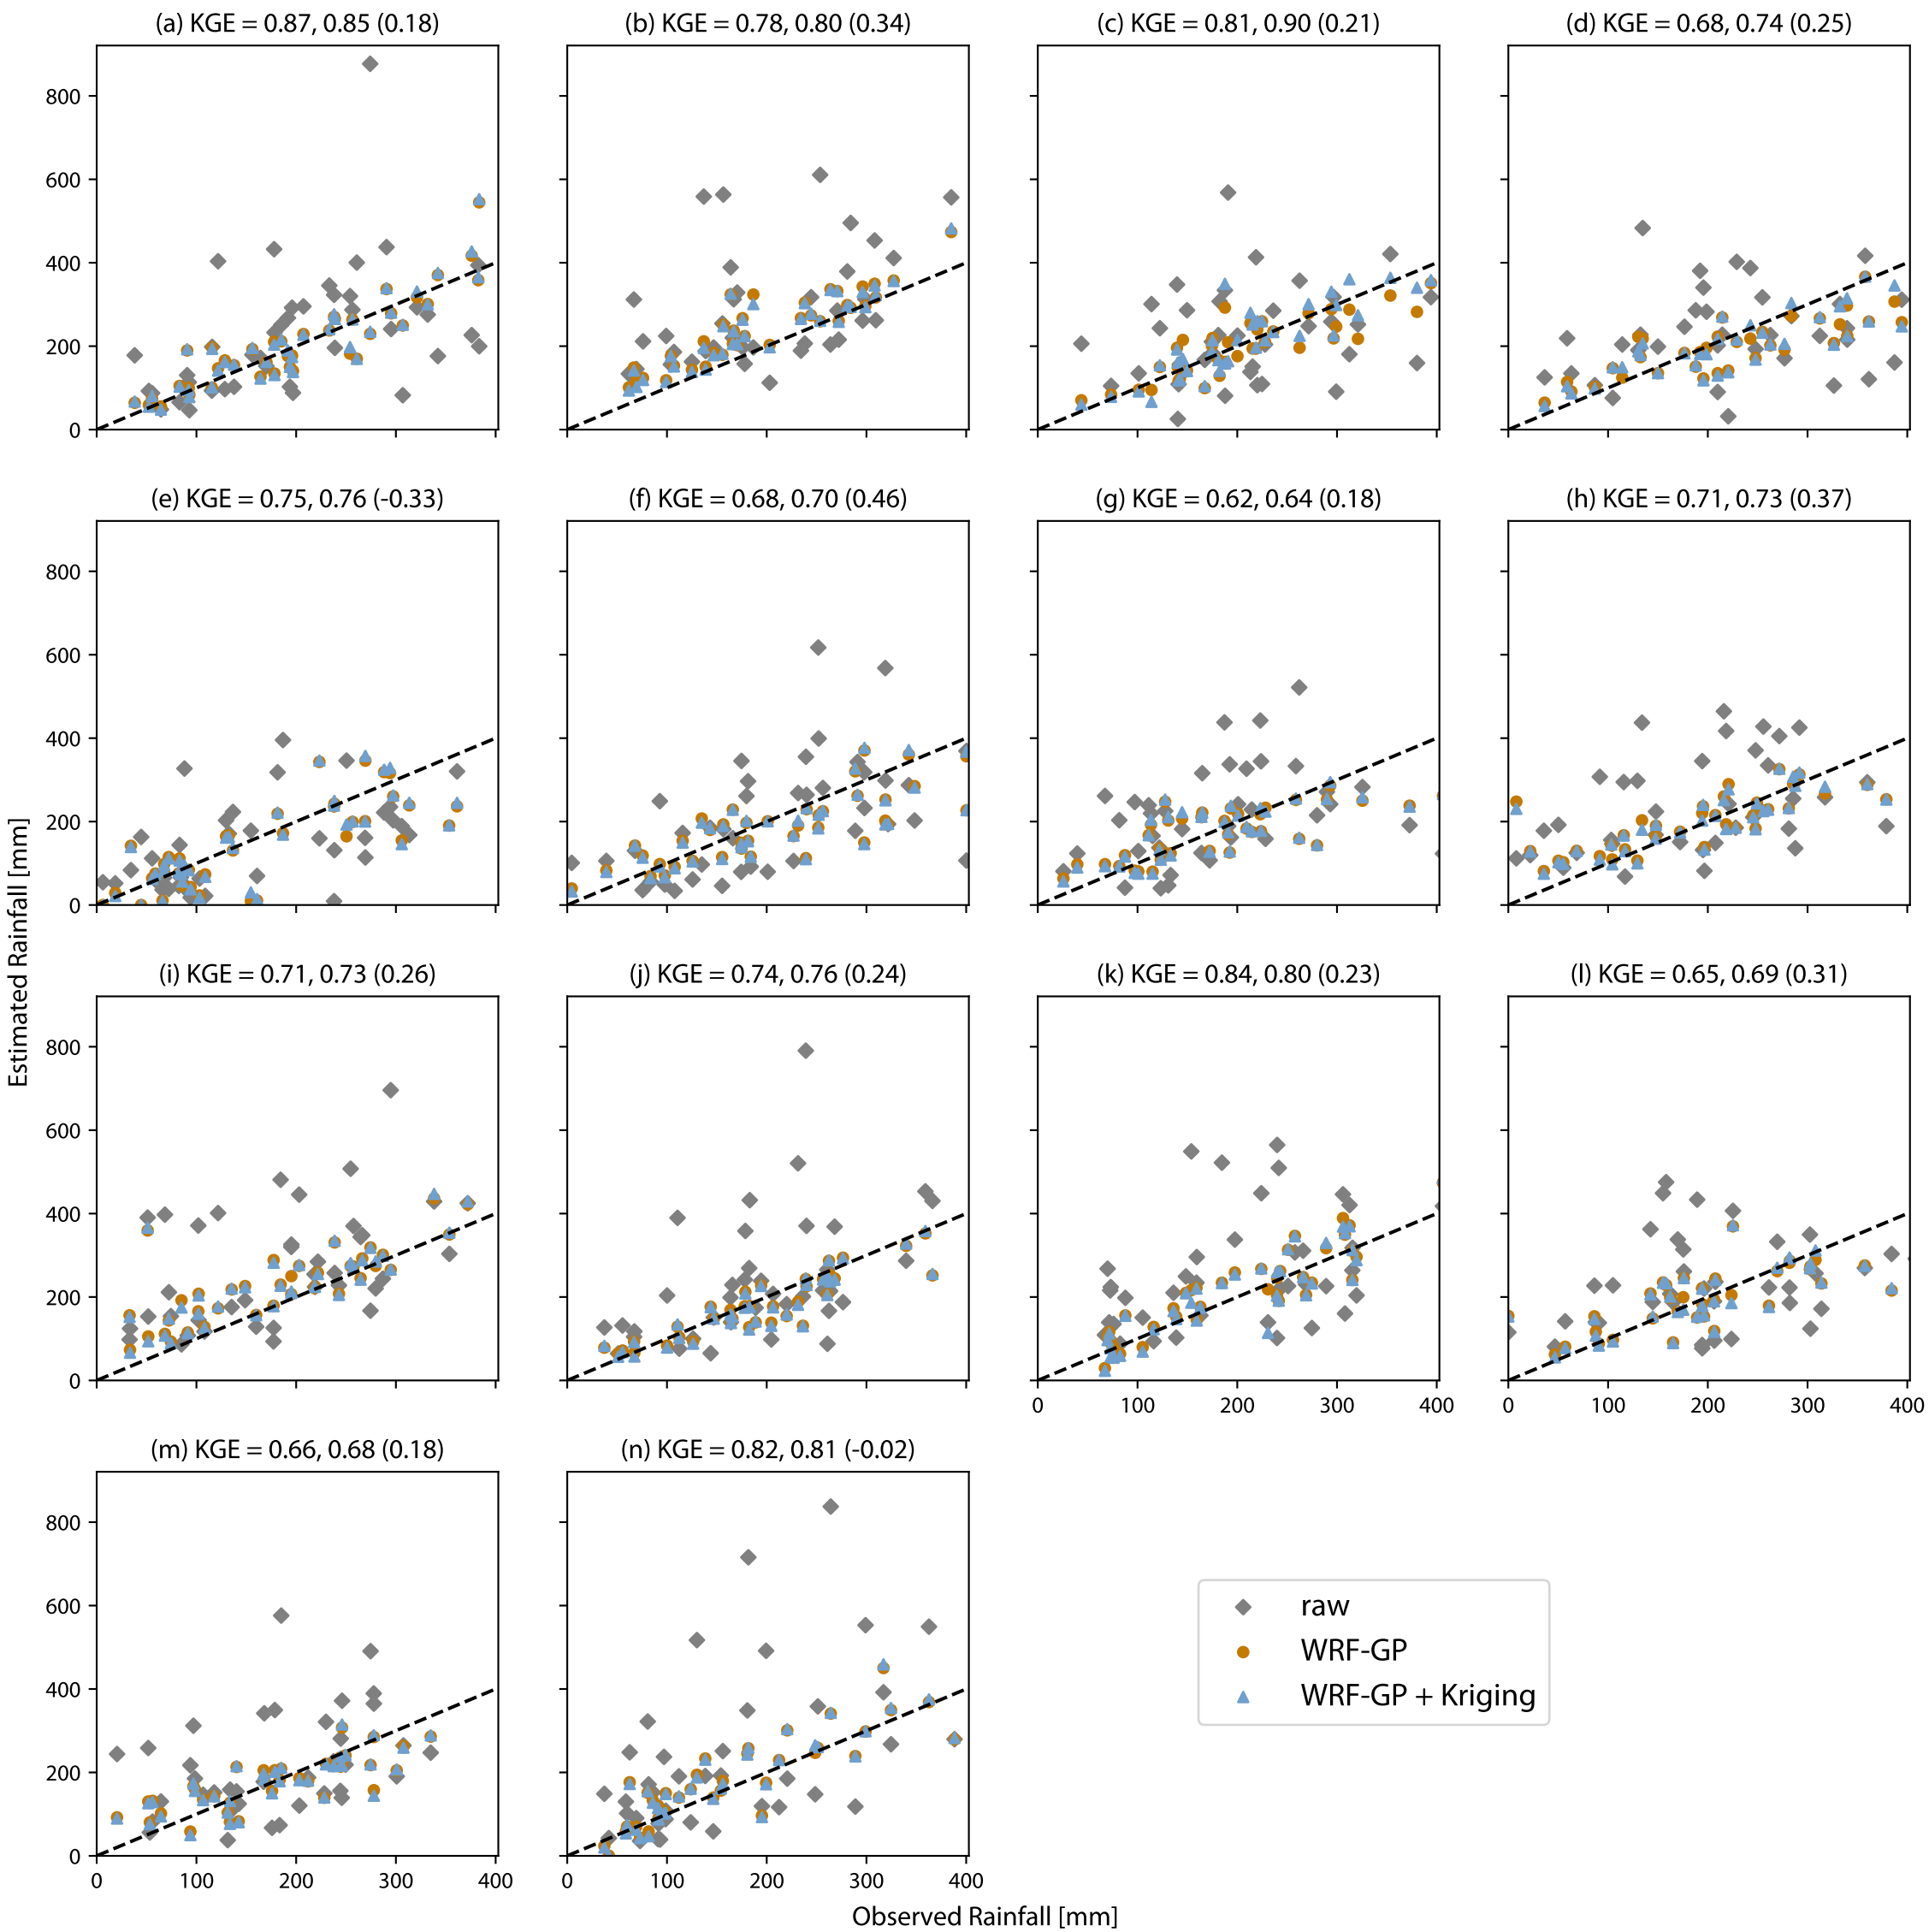 (a) KGE = 0.87, 0.85 (0.18)
(b) KGE = 0.78, 0.80 (0.34)
(c) KGE = 0.81, 0.90 (0.21)
(d) KGE = 0.68, 0.74 (0.25)
800
600
400
200
0
(e) KGE = 0.75, 0.76 (-0.33)
(f) KGE = 0.68, 0.70 (0.46)
(g) KGE = 0.62, 0.64 (0.18)
(h) KGE = 0.71, 0.73 (0.37)
800
600
400
200
0
Estimated Rainfall [mm]
(i) KGE = 0.71, 0.73 (0.26)
(j) KGE = 0.74, 0.76 (0.24)
(k) KGE = 0.84, 0.80 (0.23)
(l) KGE = 0.65, 0.69 (0.31)
800
600
400
200
0
0 100 200 300 400
0 100 200 300 400
(m) KGE = 0.66, 0.68 (0.18)
(n) KGE = 0.82, 0.81 (-0.02)
800
600
400
200
0
0 100 200 300 400
0 100 200 300 400
raw
WRF-GP
WRF-GP + Kriging
Observed Rainfall [mm]